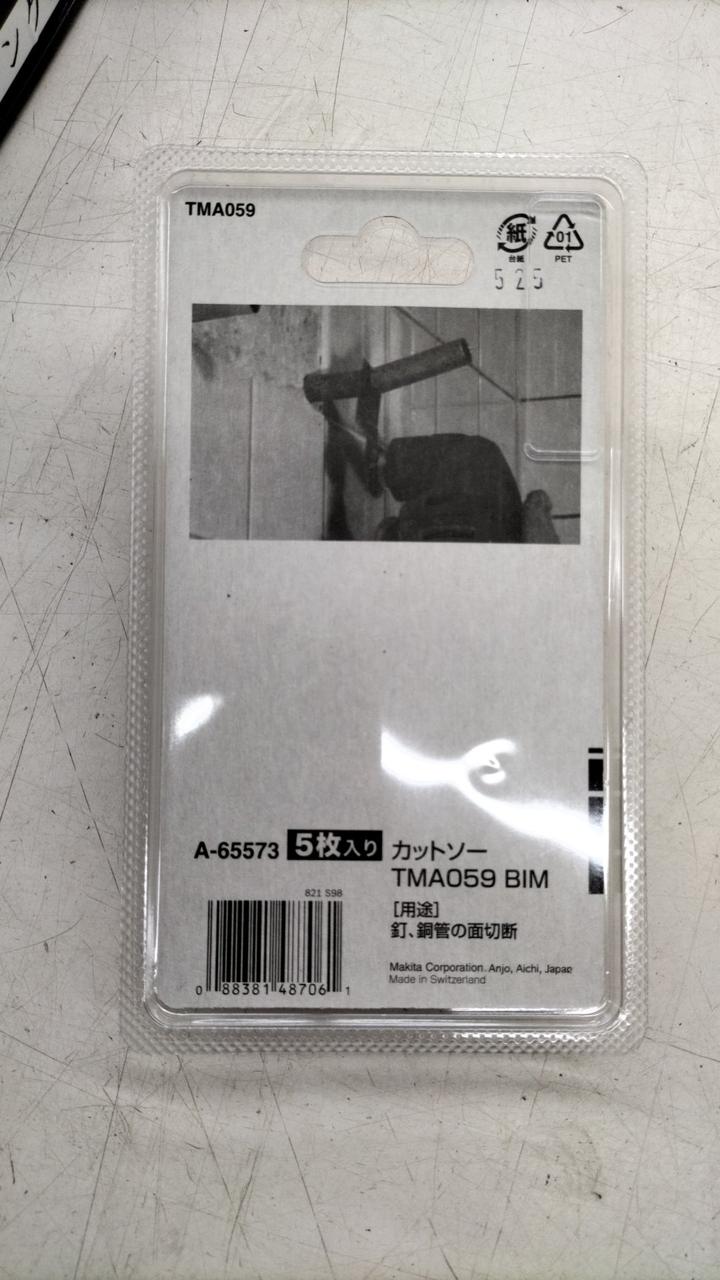 ング
TMA059
紙
台紙
01
PET
525
A-65573 5枚入り
カットソー
TMA059 BIM
821 S98
[用途]
釘、銅管の面切断
0 88381 48706 1
Makita Corporation. Anjo, Aichi, Japan
Made in Switzerland